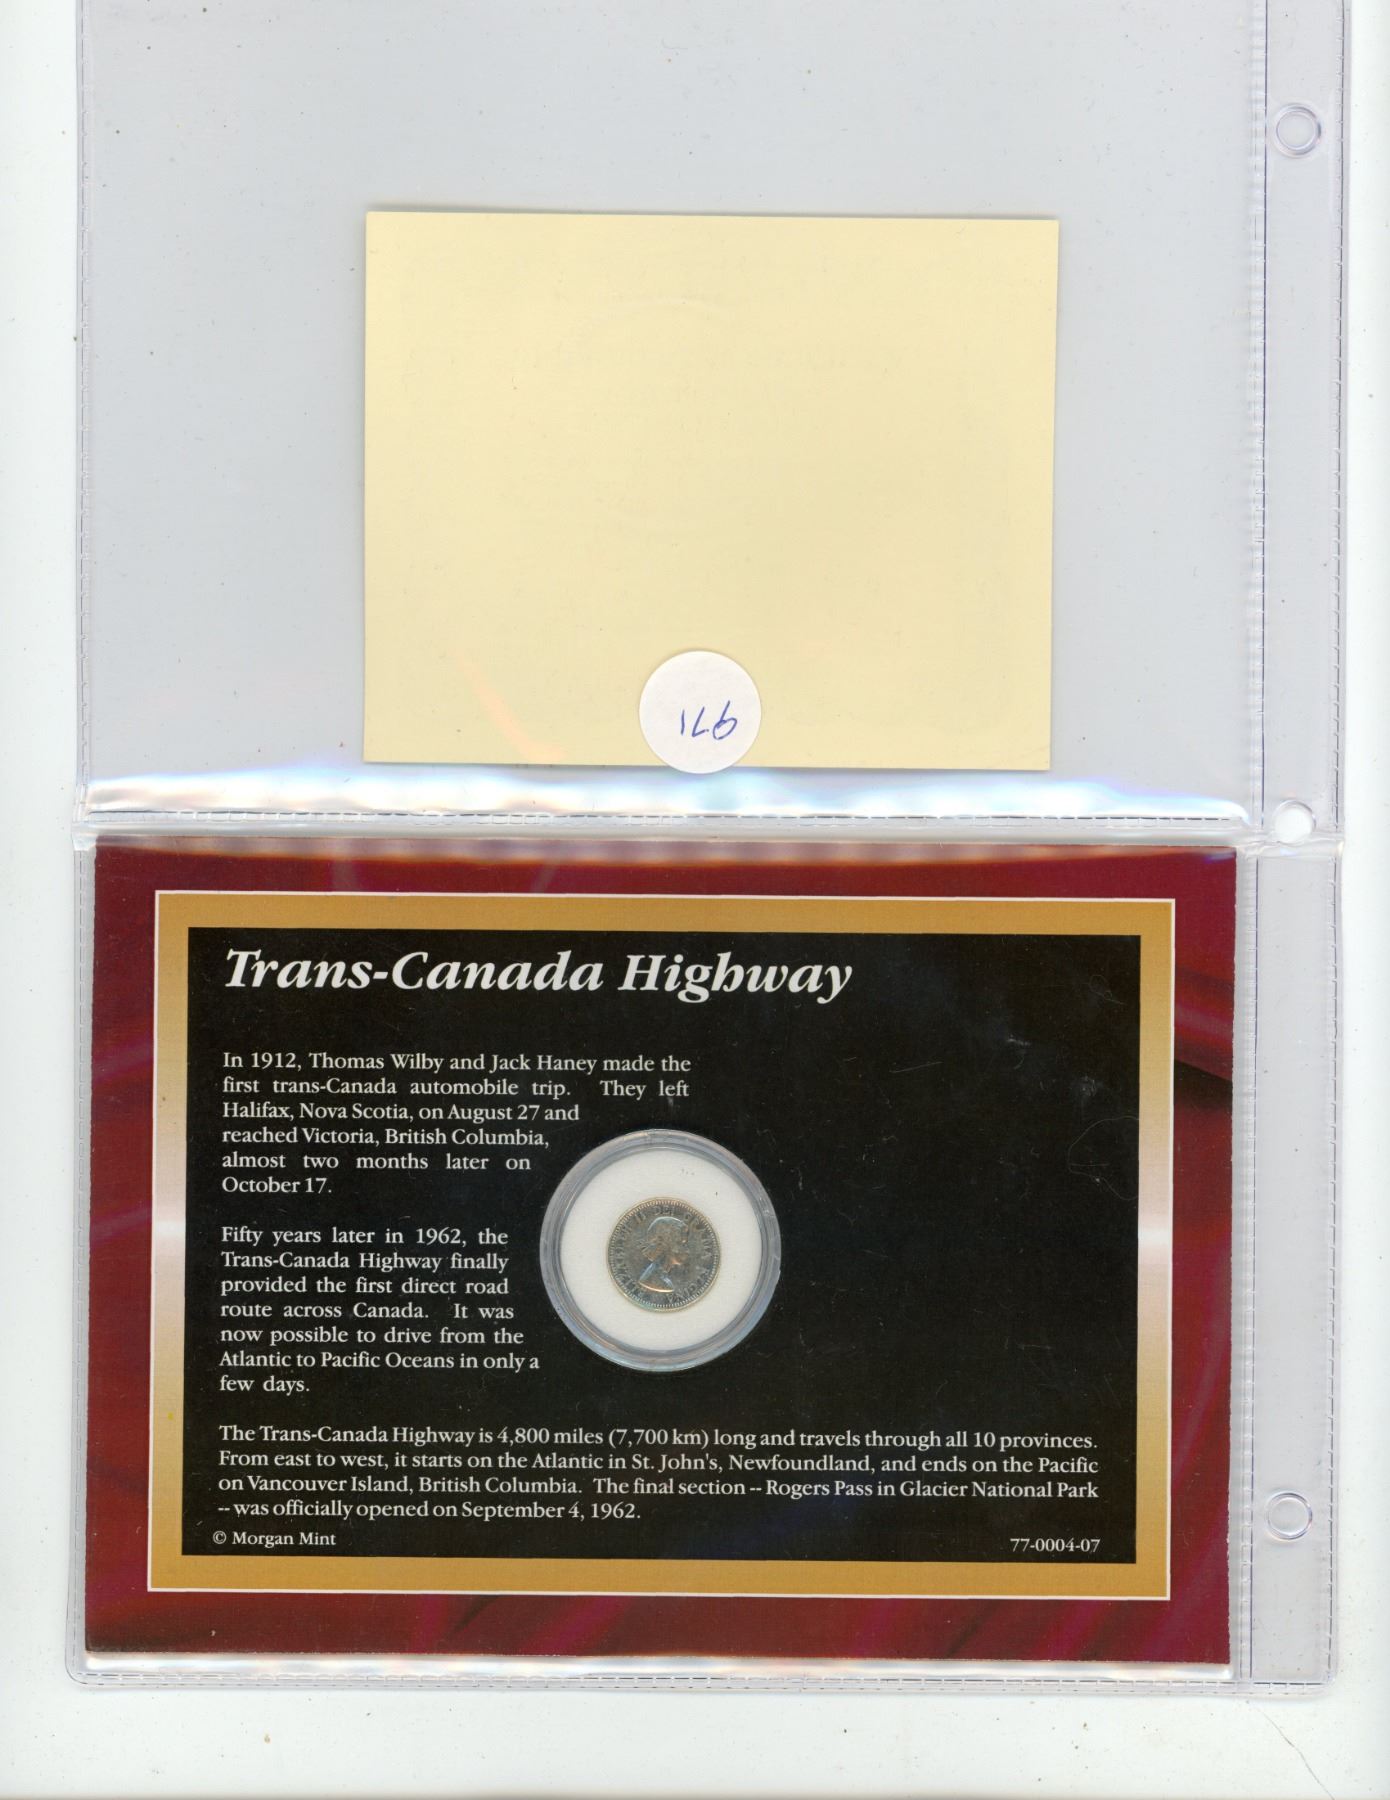 971
Trans-Canada Highway
In 1912, Thomas Wilby and Jack Haney made the
first trans-Canada automobile trip. They left
Halifax, Nova Scotia, on August 27 and
reached Victoria, British Columbia,
almost two months later on
October 17.
Fifty years later in 1962, the
Trans-Canada Highway finally
provided the first direct road
route across Canada. It was
now possible to drive from the
Atlantic to Pacific Oceans in only a
few days.
ELIZABETH II DEI GRATIA REGINA
The Trans-Canada Highway is 4,800 miles (7,700 km) long and travels through all 10 provinces.
From east to west, it starts on the Atlantic in St. John's, Newfoundland, and ends on the Pacific
on Vancouver Island, British Columbia. The final section -- Rogers Pass in Glacier National Park
-- was officially opened on September 4, 1962.
© Morgan Mint
77-0004-07